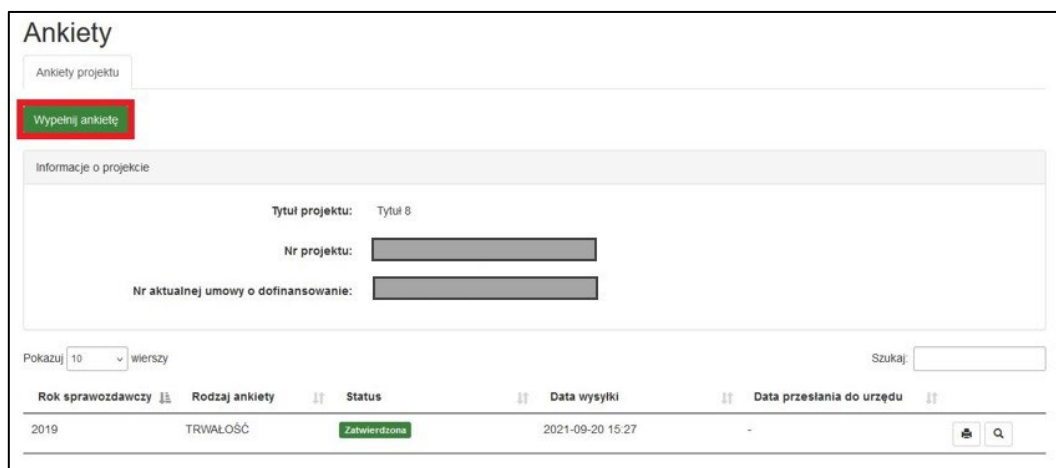 Ankiety
Ankiety projektu
Wypełnij ankietę
Informacje o projekcie
Tytuł projektu: Tytuł 8
Nr projektu:
Nr aktualnej umowy o dofinansowanie:
Pokazuj 10 wierszy Szukaj:
Rok sprawozdawczy Rodzaj ankiety Status Data wysyłki Data przesłania do urzędu
2019 TRWAŁOŚĆ Zatwierdzona 2021-09-20 15:27 -